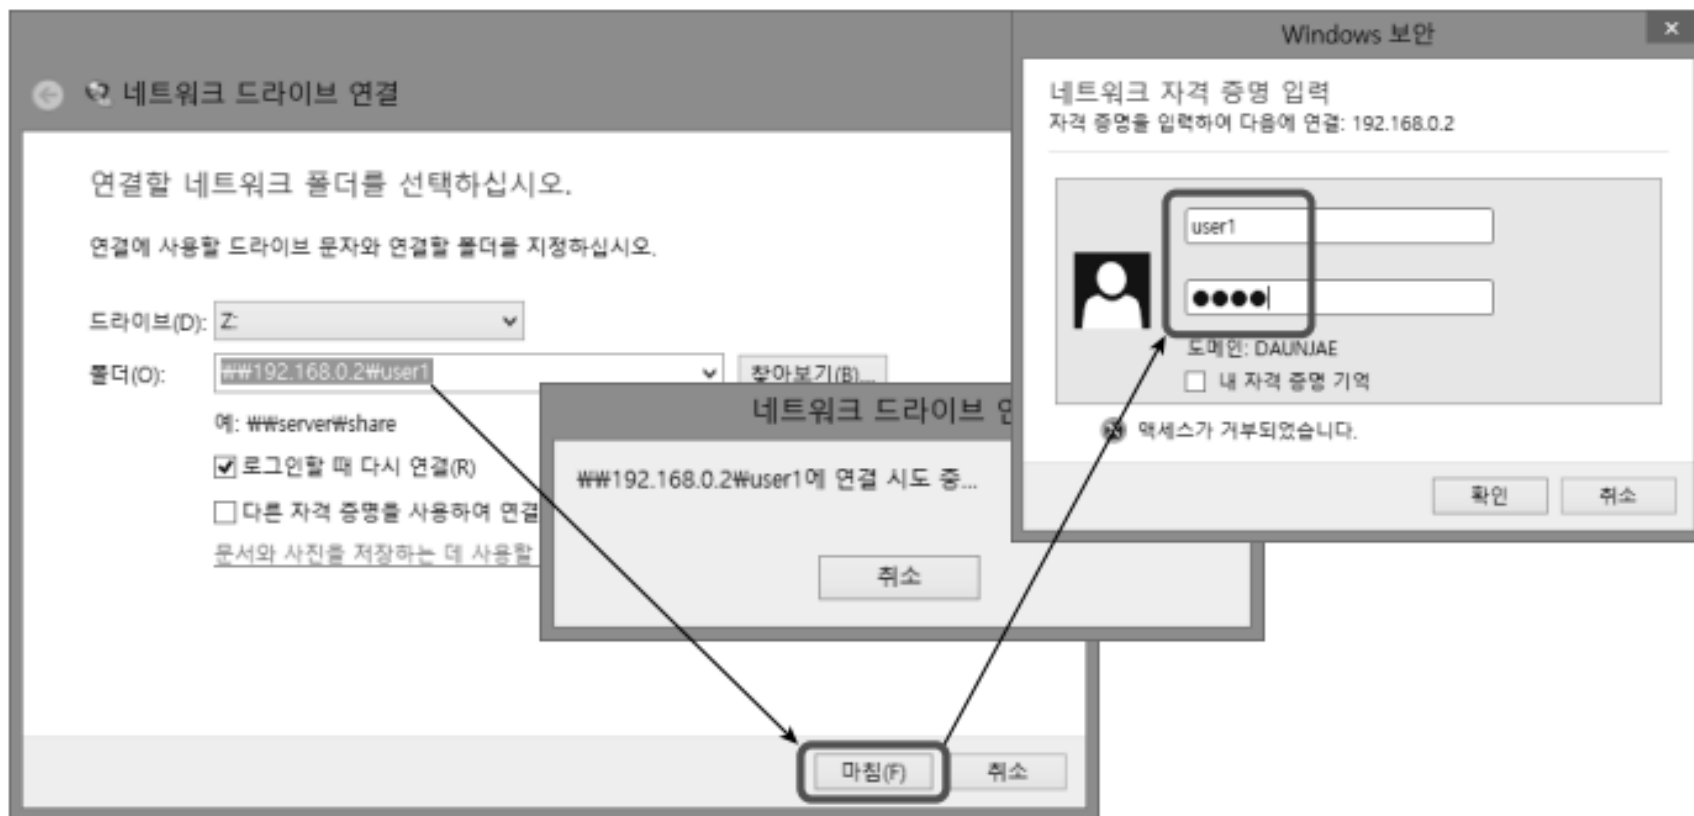 네트워크 드라이브 연결
연결할 네트워크 폴더를 선택하십시오.
연결에 사용할 드라이브 문자와 연결할 폴더를 지정하십시오.
드라이브(D): Z:
폴더(O): ₩₩192.168.0.2₩user1 찾아보기(B)...
예: ₩₩server₩share
로그인할 때 다시 연결(R)
다른 자격 증명을 사용하여 연결
문서와 사진을 저장하는 데 사용할
마침(F) 취소
네트워크 드라이브
₩₩192.168.0.2₩user1에 연결 시도 중...
취소
Windows 보안
네트워크 자격 증명 입력
자격 증명을 입력하여 다음에 연결: 192.168.0.2
user1
도메인: DAUNJAE
내 자격 증명 기억
액세스가 거부되었습니다.
확인 취소